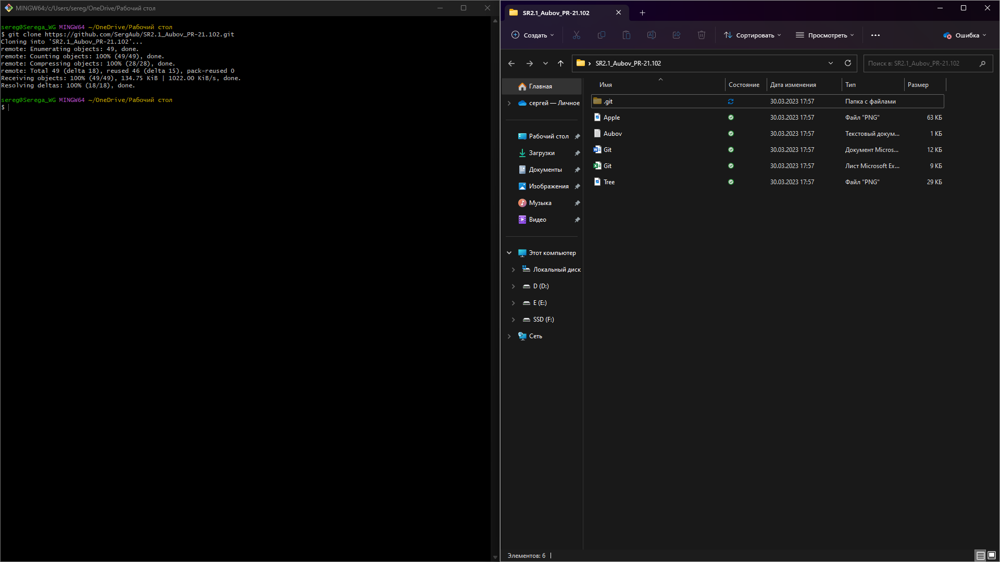 MINGW64:/c/Users/sereg/OneDrive/Рабочий стол
sereg@Serega_WG MINGW64 ~/OneDrive/Рабочий стол
$ git clone https://github.com/SergAub/SR2.1_Aubov_PR-21.102.git
Cloning into 'SR2.1_Aubov_PR-21.102'...
remote: Enumerating objects: 49, done.
remote: Counting objects: 100% (49/49), done.
remote: Compressing objects: 100% (28/28), done.
remote: Total 49 (delta 18), reused 46 (delta 15), pack-reused 0
Receiving objects: 100% (49/49), 134.75 KiB | 1022.00 KiB/s, done.
Resolving deltas: 100% (18/18), done.
sereg@Serega_WG MINGW64 ~/OneDrive/Рабочий стол
$
SR2.1_Aubov_PR-21.102
Создать
Сортировать
Просмотреть
Ошибка
SR2.1_Aubov_PR-21.102
Поиск в: SR2.1_Aubov_PR-21.102
Главная
сергей — Личное
Рабочий стол
Загрузки
Документы
Изображения
Музыка
Видео
Этот компьютер
Локальный диск
D (D:)
E (E:)
SSD (F:)
Сеть
Имя Состояние Дата изменения Тип Размер
.git 30.03.2023 17:57 Папка с файлами
Apple 30.03.2023 17:57 Файл "PNG" 63 КБ
Aubov 30.03.2023 17:57 Текстовый докум... 1 КБ
Git 30.03.2023 17:57 Документ Micros... 12 КБ
Git 30.03.2023 17:57 Лист Microsoft Ex... 9 КБ
Tree 30.03.2023 17:57 Файл "PNG" 29 КБ
Элементов: 6